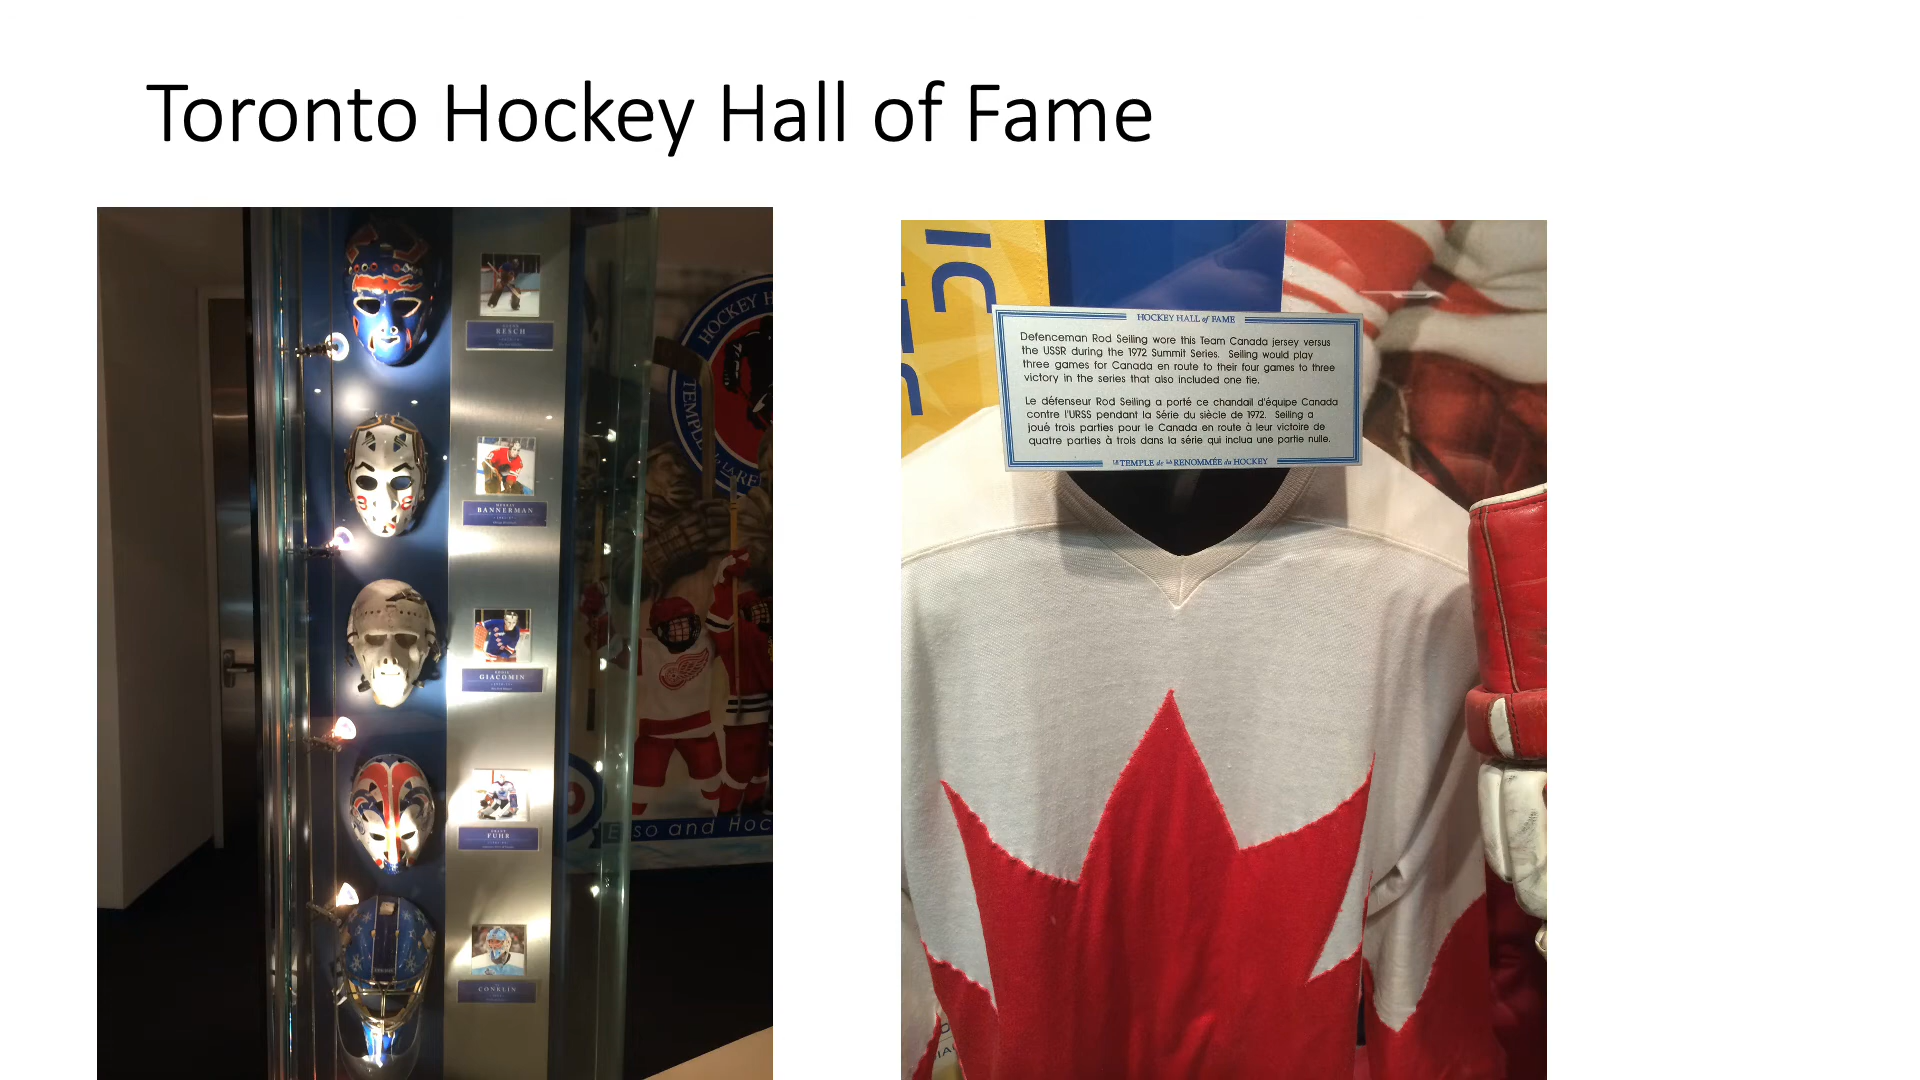 Toronto Hockey Hall of Fame
RESCH
BANNERMAN
GIACOMIN
FUHR
CONKLIN
HOCKEY H
TEMPLE de LA RE
so and Hoc
HOCKEY HALL of FAME
Defenceman Rod Seiling wore this Team Canada jersey versus
the USSR during the 1972 Summit Series. Seiling would play
three games for Canada en route to their four games to three
victory in the series that also included one tie.
Le défenseur Rod Seiling a porté ce chandail d'équipe Canada
contre l'URSS pendant la Série du siècle de 1972. Seiling a
joué trois parties pour le Canada en route à leur victoire de
quatre parties à trois dans la série qui inclua une partie nulle.
LE TEMPLE de LA RENOMMÉE du HOCKEY